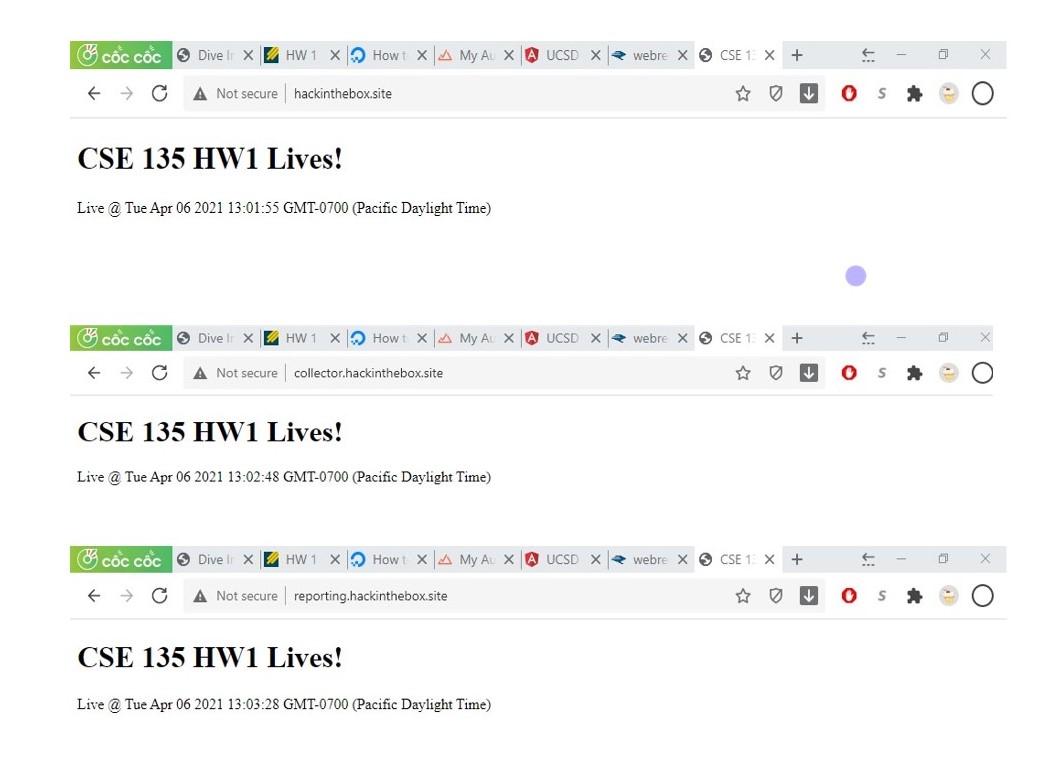 cốc cốc Dive Ir HW 1 How t My Au UCSD webre CSE 13
Not secure hackinthebox.site
CSE 135 HW1 Lives!
Live @ Tue Apr 06 2021 13:01:55 GMT-0700 (Pacific Daylight Time)
cốc cốc Dive Ir HW 1 How t My Au UCSD webre CSE 13
Not secure collector.hackinthebox.site
CSE 135 HW1 Lives!
Live @ Tue Apr 06 2021 13:02:48 GMT-0700 (Pacific Daylight Time)
cốc cốc Dive Ir HW 1 How t My Au UCSD webre CSE 13
Not secure reporting.hackinthebox.site
CSE 135 HW1 Lives!
Live @ Tue Apr 06 2021 13:03:28 GMT-0700 (Pacific Daylight Time)